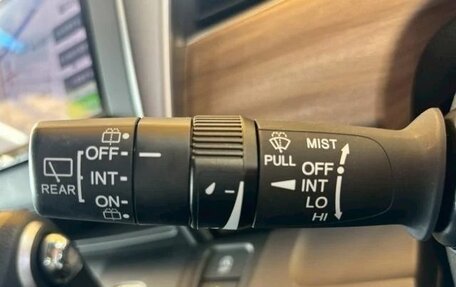 OFF
INT
ON
REAR
PULL
MIST
OFF
INT
LO
HI